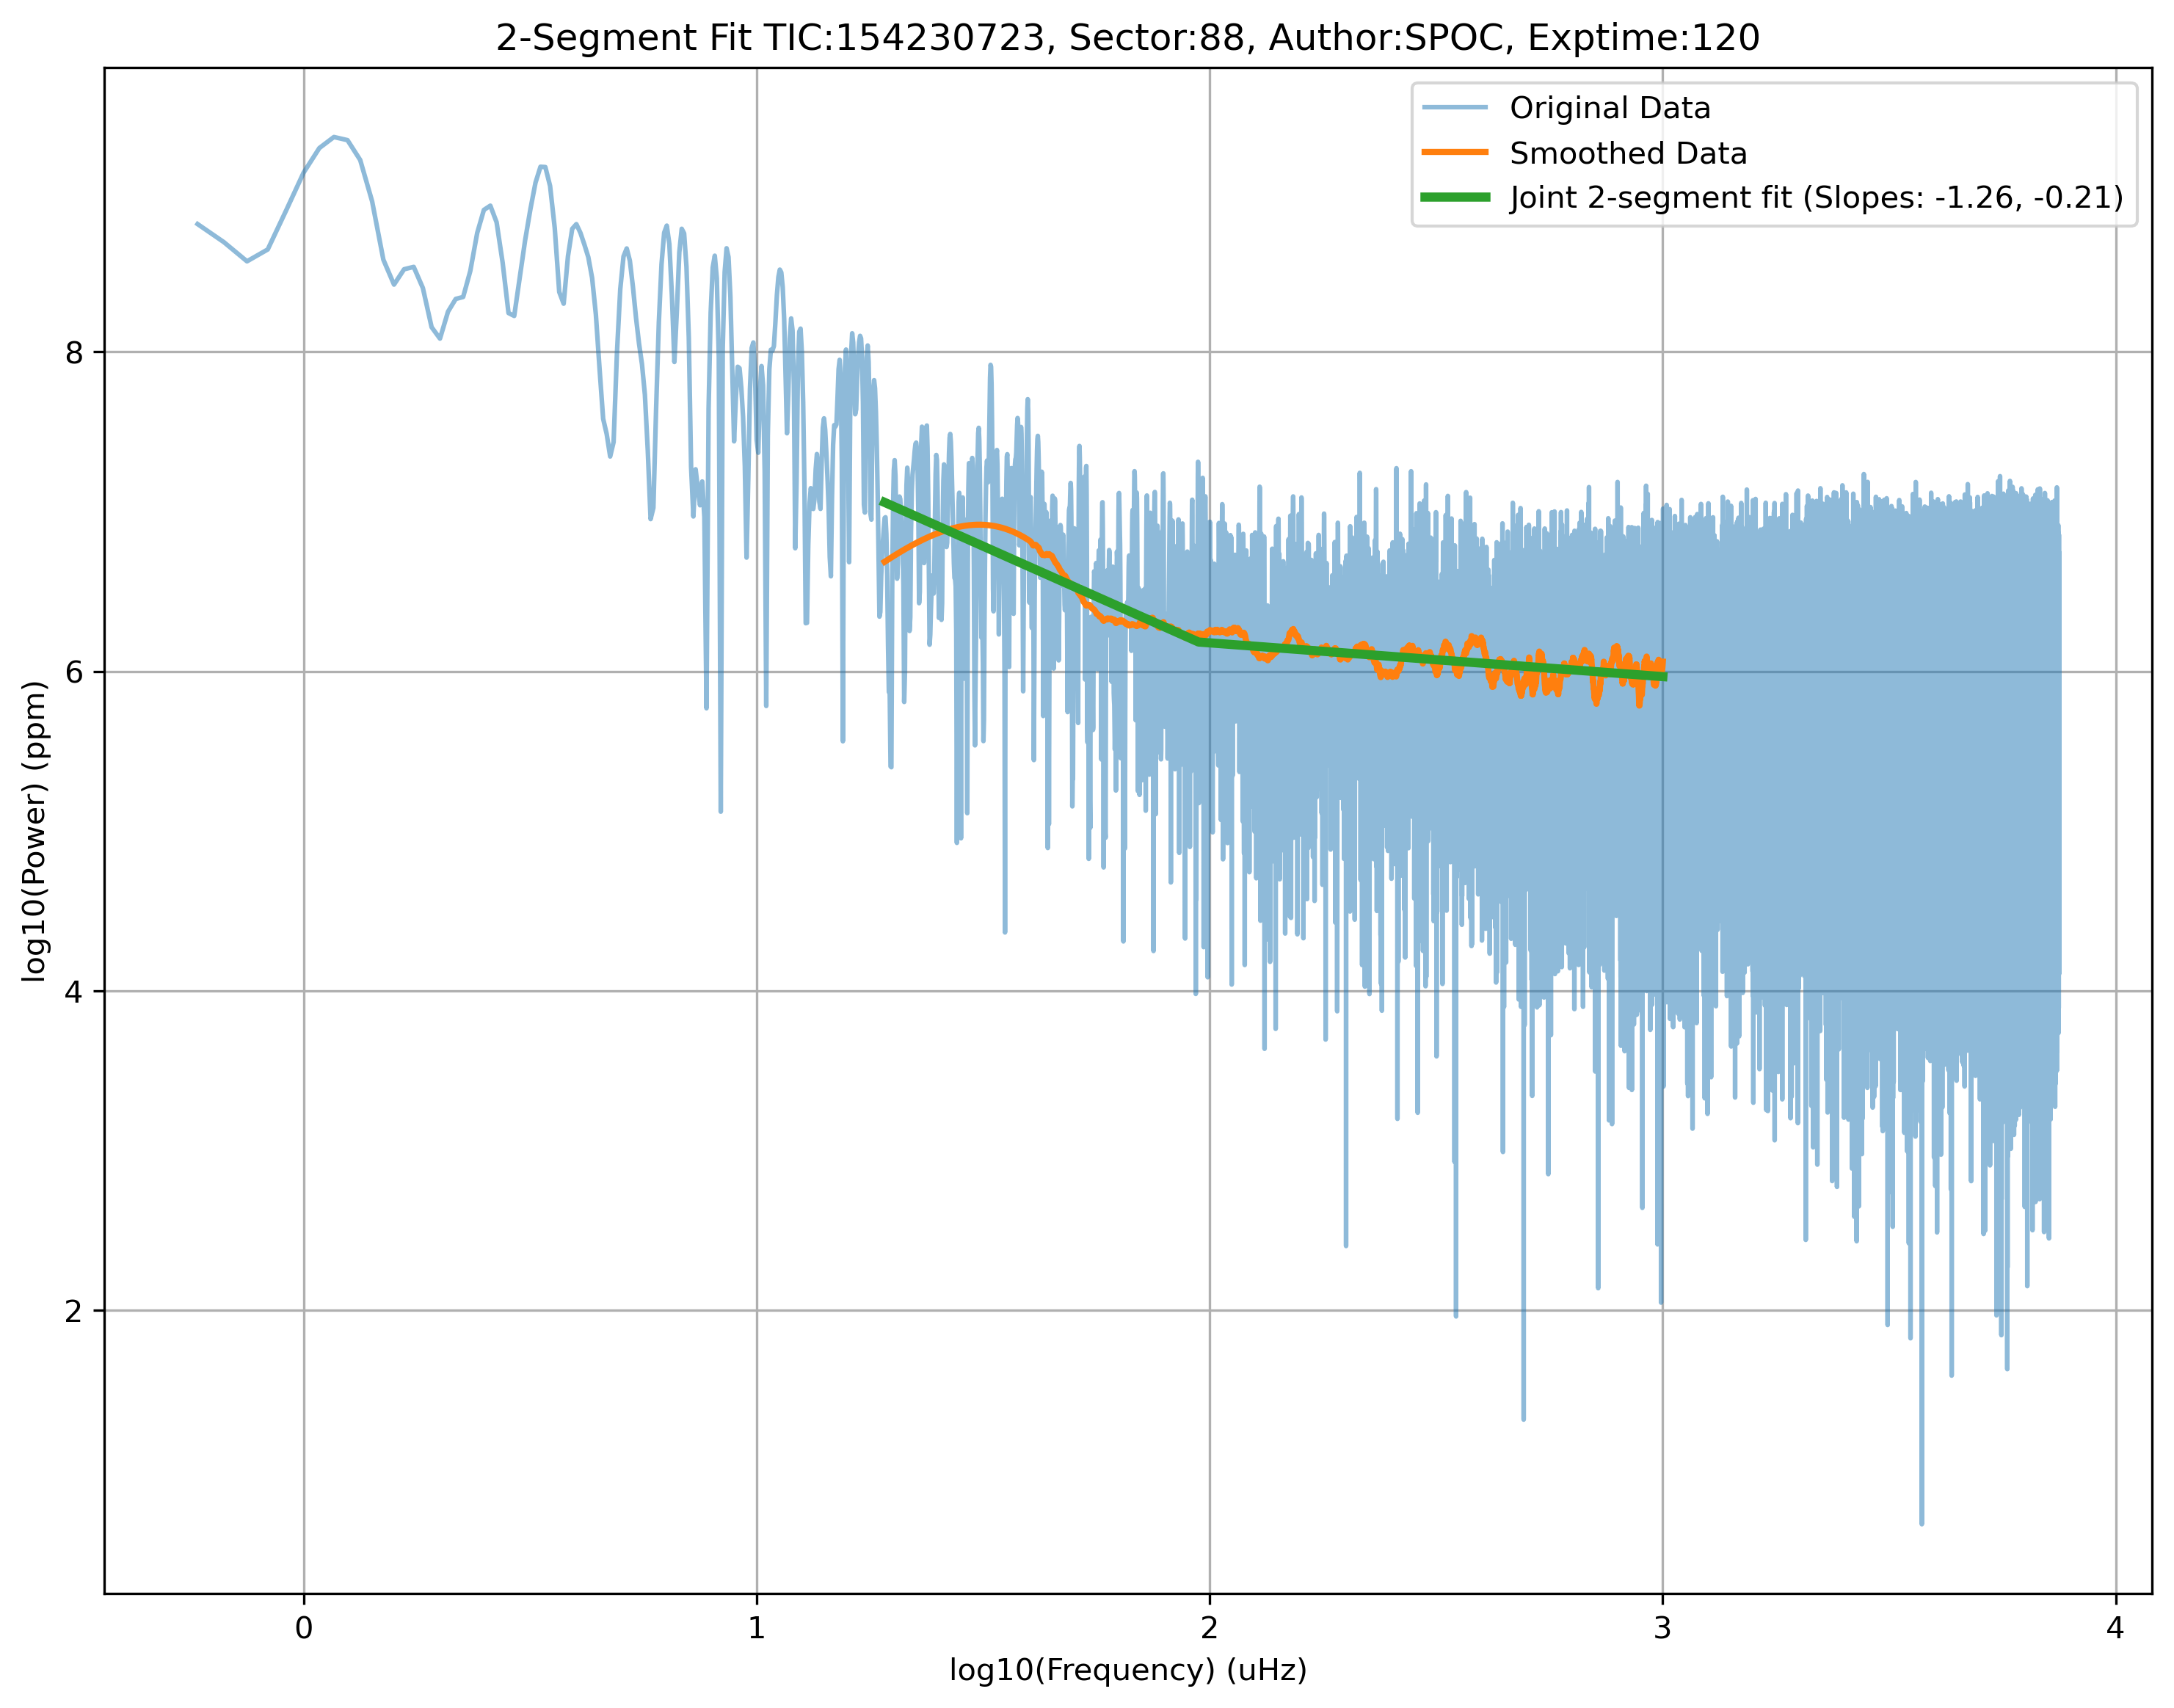 2-Segment Fit TIC:154230723, Sector:88, Author:SPOC, Exptime:120
Original Data
Smoothed Data
Joint 2-segment fit (Slopes: -1.26, -0.21)
log10(Power) (ppm)
8
6
4
2
0 1 2 3 4
log10(Frequency) (uHz)